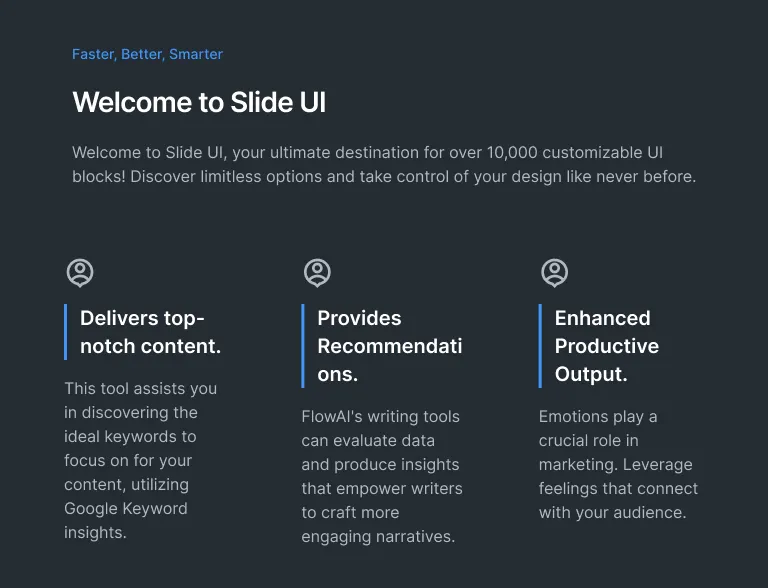 Faster, Better, Smarter
Welcome to Slide UI
Welcome to Slide UI, your ultimate destination for over 10,000 customizable UI
blocks! Discover limitless options and take control of your design like never before.
Delivers top-
notch content.
This tool assists you
in discovering the
ideal keywords to
focus on for your
content, utilizing
Google Keyword
insights.
Provides
Recommendati
ons.
FlowAI's writing tools
can evaluate data
and produce insights
that empower writers
to craft more
engaging narratives.
Enhanced
Productive
Output.
Emotions play a
crucial role in
marketing. Leverage
feelings that connect
with your audience.